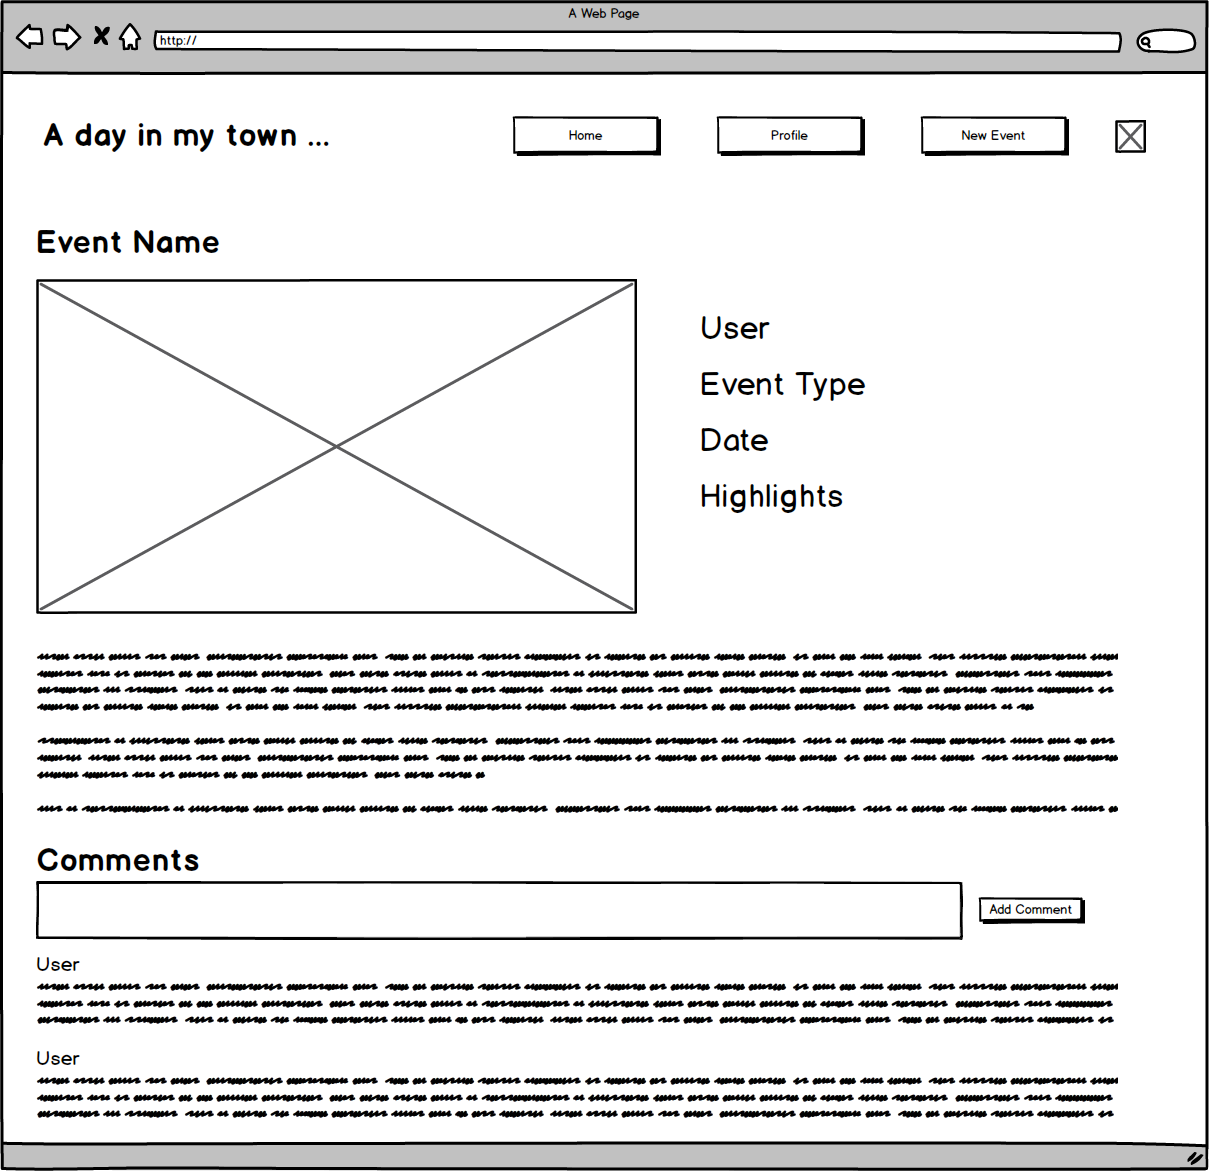 A Web Page
http://
A day in my town ...
Home
Profile
New Event
Event Name
User
Event Type
Date
Highlights
Comments
Add Comment
User
User